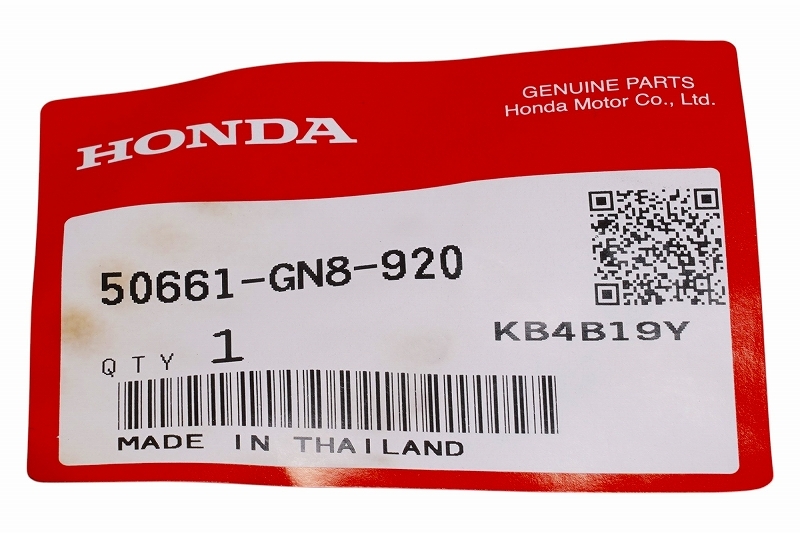 HONDA
GENUINE PARTS
Honda Motor Co., Ltd.
50661-GN8-920
KB4B19Y
QTY 1
MADE IN THAILAND